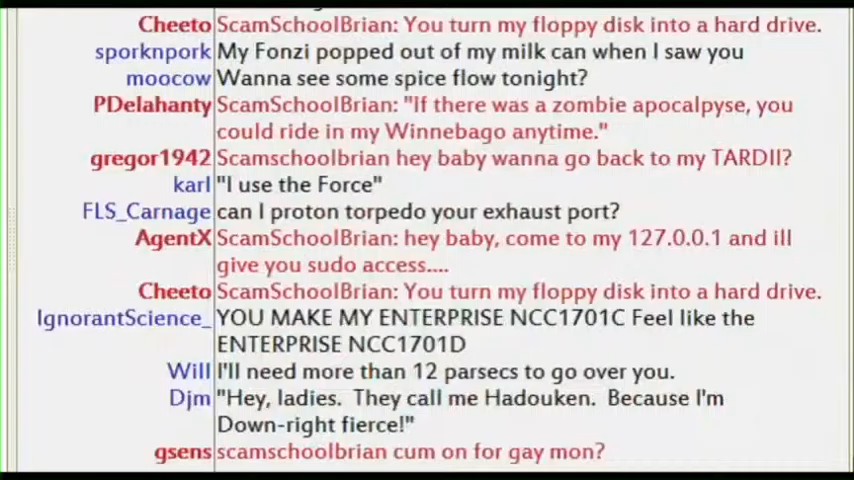 Cheeto ScamSchoolBrian: You turn my floppy disk into a hard drive.
sporknpork My Fonzi popped out of my milk can when I saw you
moocow Wanna see some spice flow tonight?
PDelahanty ScamSchoolBrian: "If there was a zombie apocalpyse, you
could ride in my Winnebago anytime."
gregor1942 Scamschoolbrian hey baby wanna go back to my TARDII?
karl "I use the Force"
FLS_Carnage can I proton torpedo your exhaust port?
AgentX ScamSchoolBrian: hey baby, come to my 127.0.0.1 and ill
give you sudo access....
Cheeto ScamSchoolBrian: You turn my floppy disk into a hard drive.
IgnorantScience_ YOU MAKE MY ENTERPRISE NCC1701C Feel like the
ENTERPRISE NCC1701D
Will I'll need more than 12 parsecs to go over you.
Djm "Hey, ladies.  They call me Hadouken.  Because I'm
Down-right fierce!"
gsens scamschoolbrian cum on for gay mon?